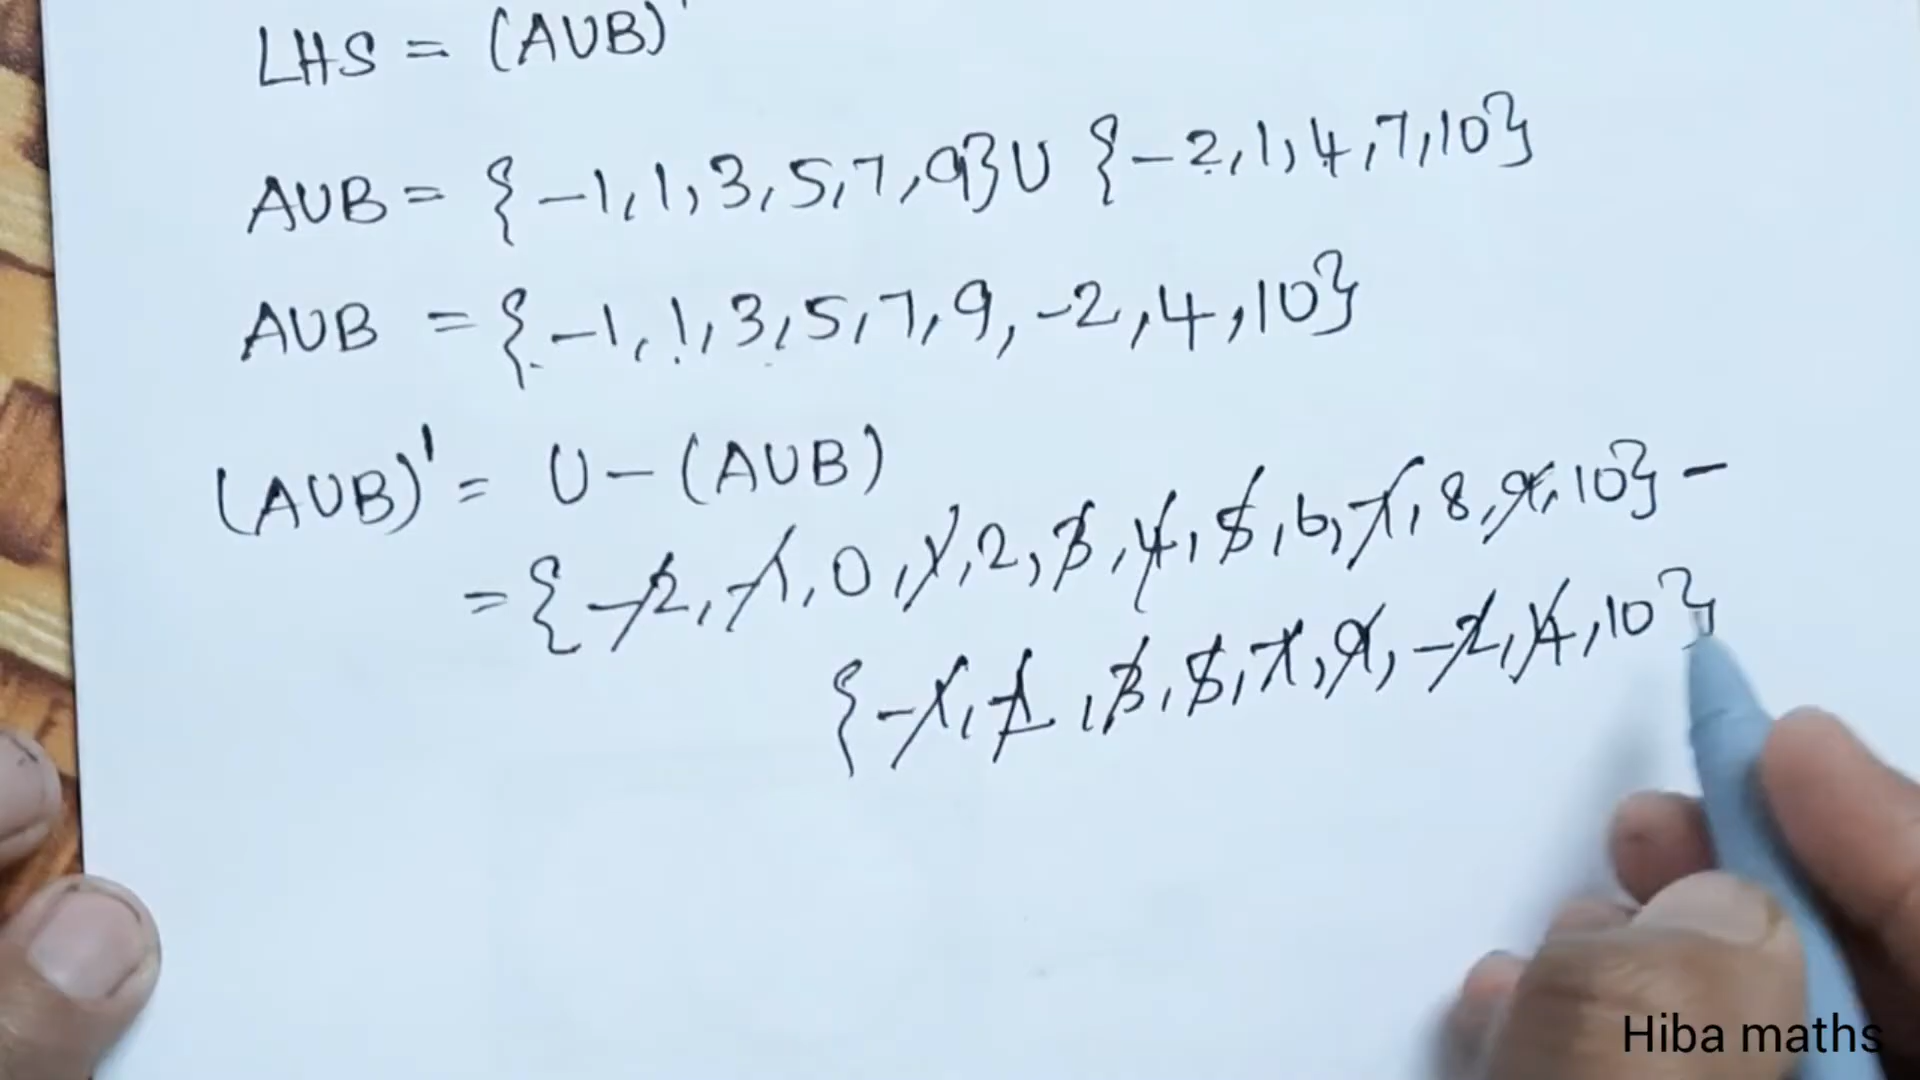 LHS = (AUB)'
AUB = {-1,1,3,5,7,9}U {-2,1,4,7,10}
AUB = {-1,1,3,5,7,9,-2,4,10}
(AUB)' = U-(AUB)
={-2,-1,0,1,2,3,4,5,6,7,8,9,10} -
{-1,1,3,5,7,9,-2,4,10}
Hiba maths